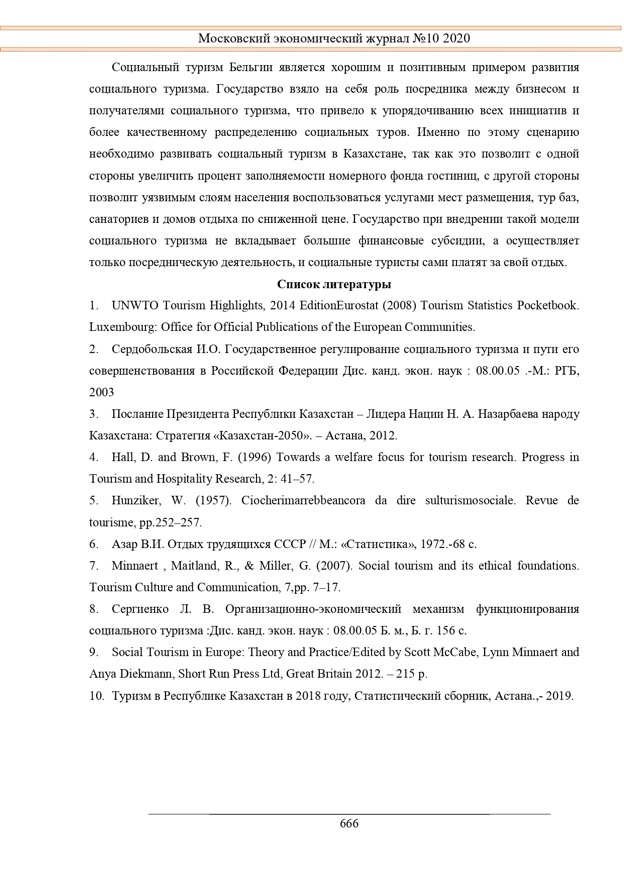 Московский экономический журнал №10 2020
Социальный туризм Бельгии является хорошим и позитивным примером развития
социального туризма. Государство взяло на себя роль посредника между бизнесом и
получателями социального туризма, что привело к упорядочиванию всех инициатив и
более качественному распределению социальных туров. Именно по этому сценарию
необходимо развивать социальный туризм в Казахстане, так как это позволит с одной
стороны увеличить процент заполняемости номерного фонда гостиниц, с другой стороны
позволит уязвимым слоям населения воспользоваться услугами мест размещения, тур баз,
санаториев и домов отдыха по сниженной цене. Государство при внедрении такой модели
социального туризма не вкладывает большие финансовые субсидии, а осуществляет
только посредническую деятельность, и социальные туристы сами платят за свой отдых.
Список литературы
1. UNWTO Tourism Highlights, 2014 EditionEurostat (2008) Tourism Statistics Pocketbook.
Luxembourg: Office for Official Publications of the European Communities.
2. Сердобольская И.О. Государственное регулирование социального туризма и пути его
совершенствования в Российской Федерации Дис. канд. экон. наук : 08.00.05 .-М.: РГБ,
2003
3. Послание Президента Республики Казахстан – Лидера Нации Н. А. Назарбаева народу
Казахстана: Стратегия «Казахстан-2050». – Астана, 2012.
4. Hall, D. and Brown, F. (1996) Towards a welfare focus for tourism research. Progress in
Tourism and Hospitality Research, 2: 41–57.
5. Hunziker, W. (1957). Ciocherimarrebbeancora da dire sulturismosociale. Revue de
tourisme, pp.252–257.
6. Азар В.И. Отдых трудящихся СССР // М.: «Статистика», 1972.-68 с.
7. Minnaert , Maitland, R., & Miller, G. (2007). Social tourism and its ethical foundations.
Tourism Culture and Communication, 7,pp. 7–17.
8. Сергиенко Л. В. Организационно-экономический механизм функционирования
социального туризма :Дис. канд. экон. наук : 08.00.05 Б. м., Б. г. 156 с.
9. Social Tourism in Europe: Theory and Practice/Edited by Scott McCabe, Lynn Minnaert and
Anya Diekmann, Short Run Press Ltd, Great Britain 2012. – 215 p.
10. Туризм в Республике Казахстан в 2018 году, Статистический сборник, Астана.,- 2019.
666